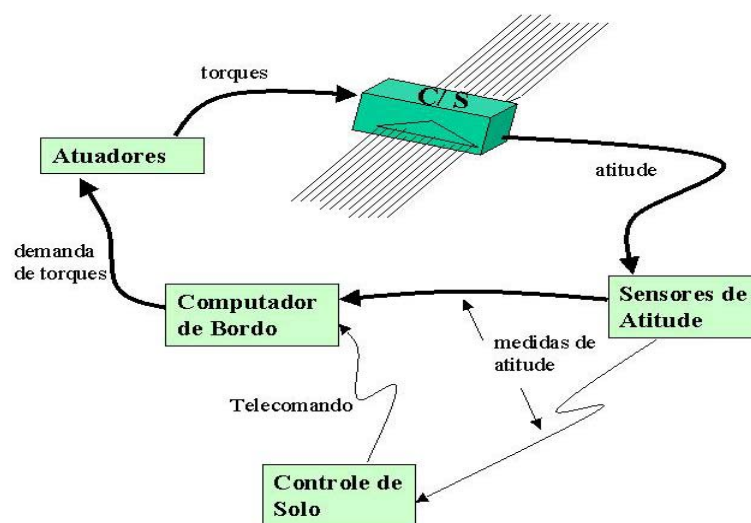 torques
C/S
Atuadores
atitude
demanda
de torques
Computador
de Bordo
Sensores de
Atitude
medidas de
atitude
Telecomando
Controle de
Solo